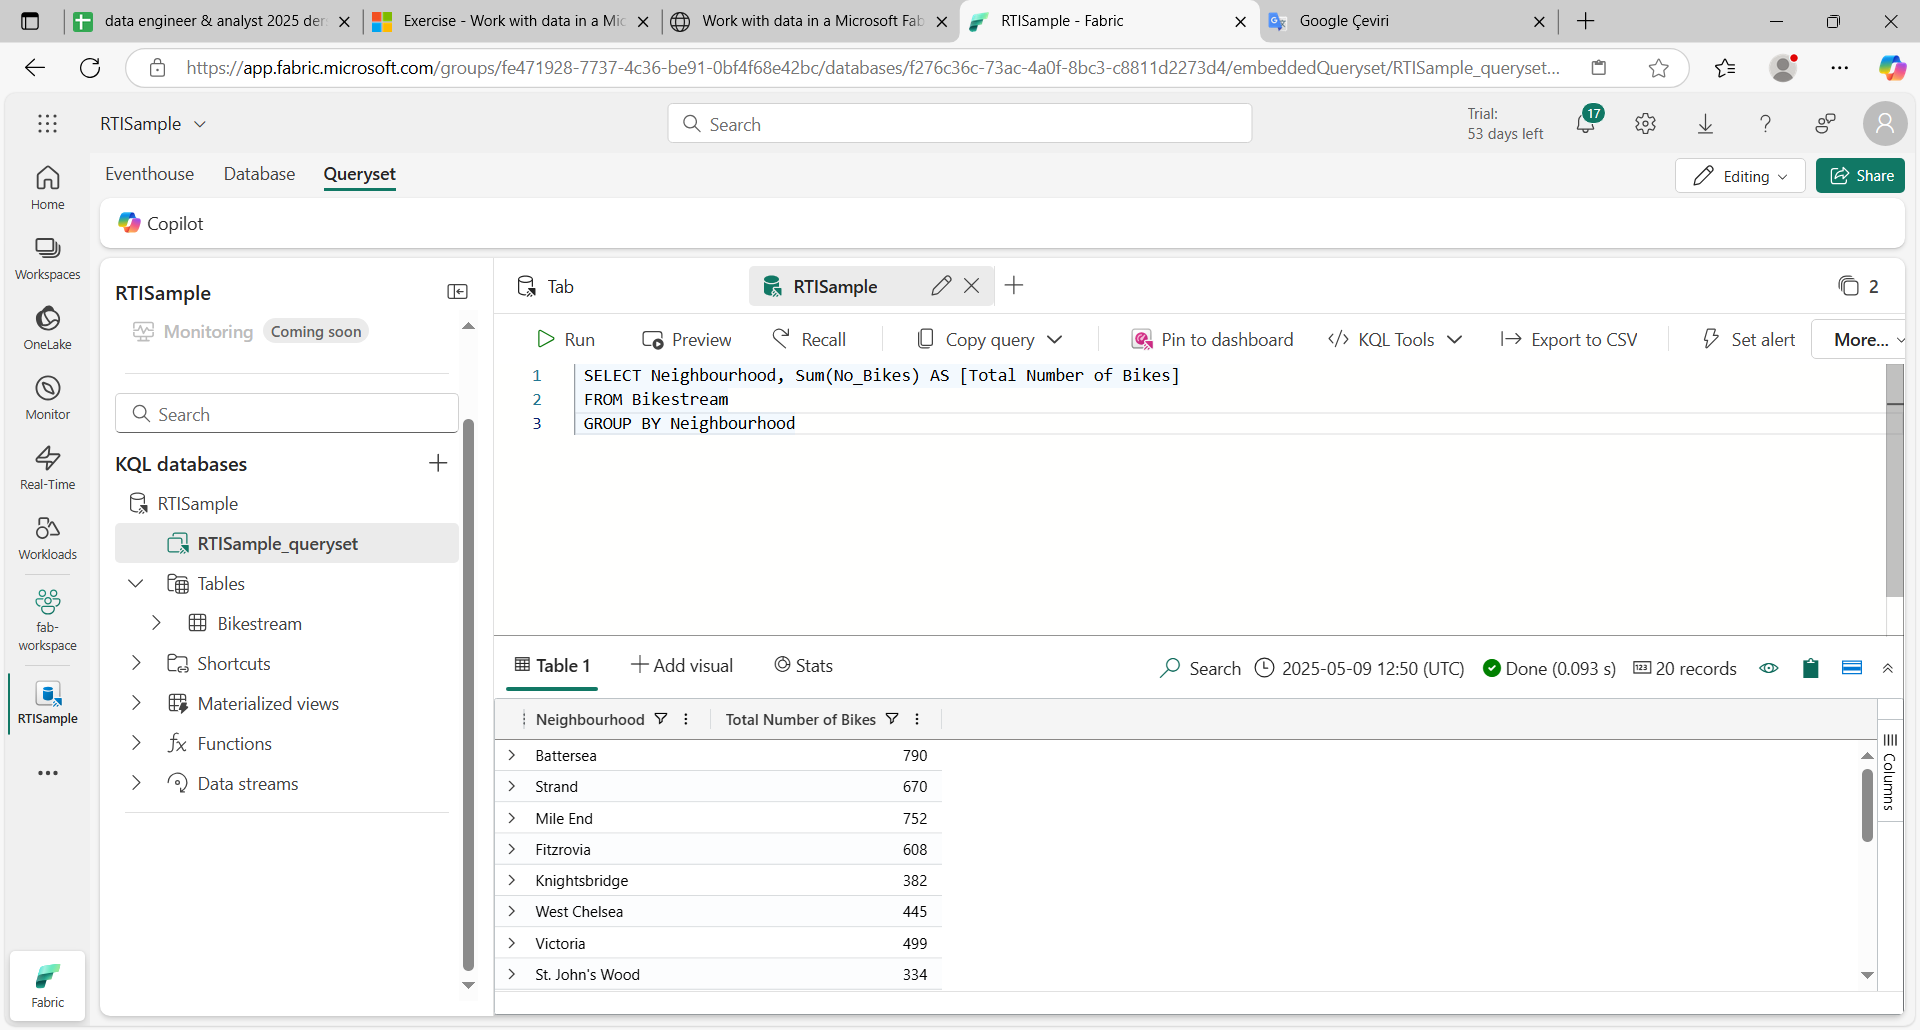 data engineer & analyst 2025 der
Exercise - Work with data in a Mic
Work with data in a Microsoft Fab
RTISample - Fabric
Google Çeviri
https://app.fabric.microsoft.com/groups/fe471928-7737-4c36-be91-0bf4f68e42bc/databases/f276c36c-73ac-4a0f-8bc3-c8811d2273d4/embeddedQueryset/RTISample_queryset...
RTISample
Search
Trial:
53 days left
17
Home
Workspaces
OneLake
Monitor
Real-Time
Workloads
fab-
workspace
RTISample
Fabric
Eventhouse
Database
Queryset
Editing
Share
Copilot
RTISample
Monitoring
Coming soon
Search
KQL databases
RTISample
RTISample_queryset
Tables
Bikestream
Shortcuts
Materialized views
Functions
Data streams
Tab
RTISample
2
Run
Preview
Recall
Copy query
Pin to dashboard
KQL Tools
Export to CSV
Set alert
More...
1 SELECT Neighbourhood, Sum(No_Bikes) AS [Total Number of Bikes]
2 FROM Bikestream
3 GROUP BY Neighbourhood
Table 1
Add visual
Stats
Search
2025-05-09 12:50 (UTC)
Done (0.093 s)
123 20 records
Neighbourhood Total Number of Bikes
Battersea 790
Strand 670
Mile End 752
Fitzrovia 608
Knightsbridge 382
West Chelsea 445
Victoria 499
St. John's Wood 334
Columns